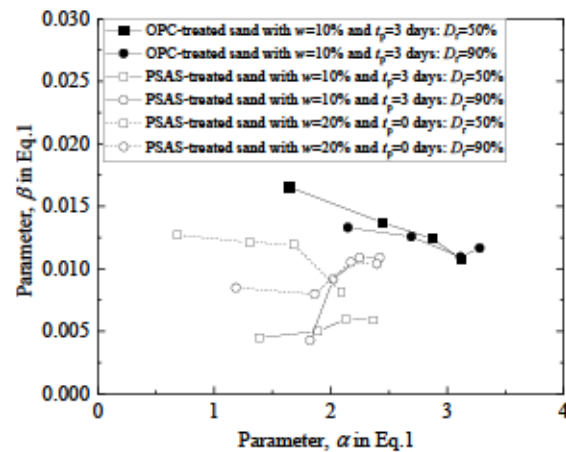 0.030
0.025
0.020
0.015
0.010
0.005
0.000
Parameter, β in Eq.1
OPC-treated sand with w=10% and tp=3 days: Dr=50%
OPC-treated sand with w=10% and tp=3 days: Dr=90%
PSAS-treated sand with w=10% and tp=3 days: Dr=50%
PSAS-treated sand with w=10% and tp=3 days: Dr=90%
PSAS-treated sand with w=20% and tp=0 days: Dr=50%
PSAS-treated sand with w=20% and tp=0 days: Dr=90%
0 1 2 3 4
Parameter, α in Eq.1